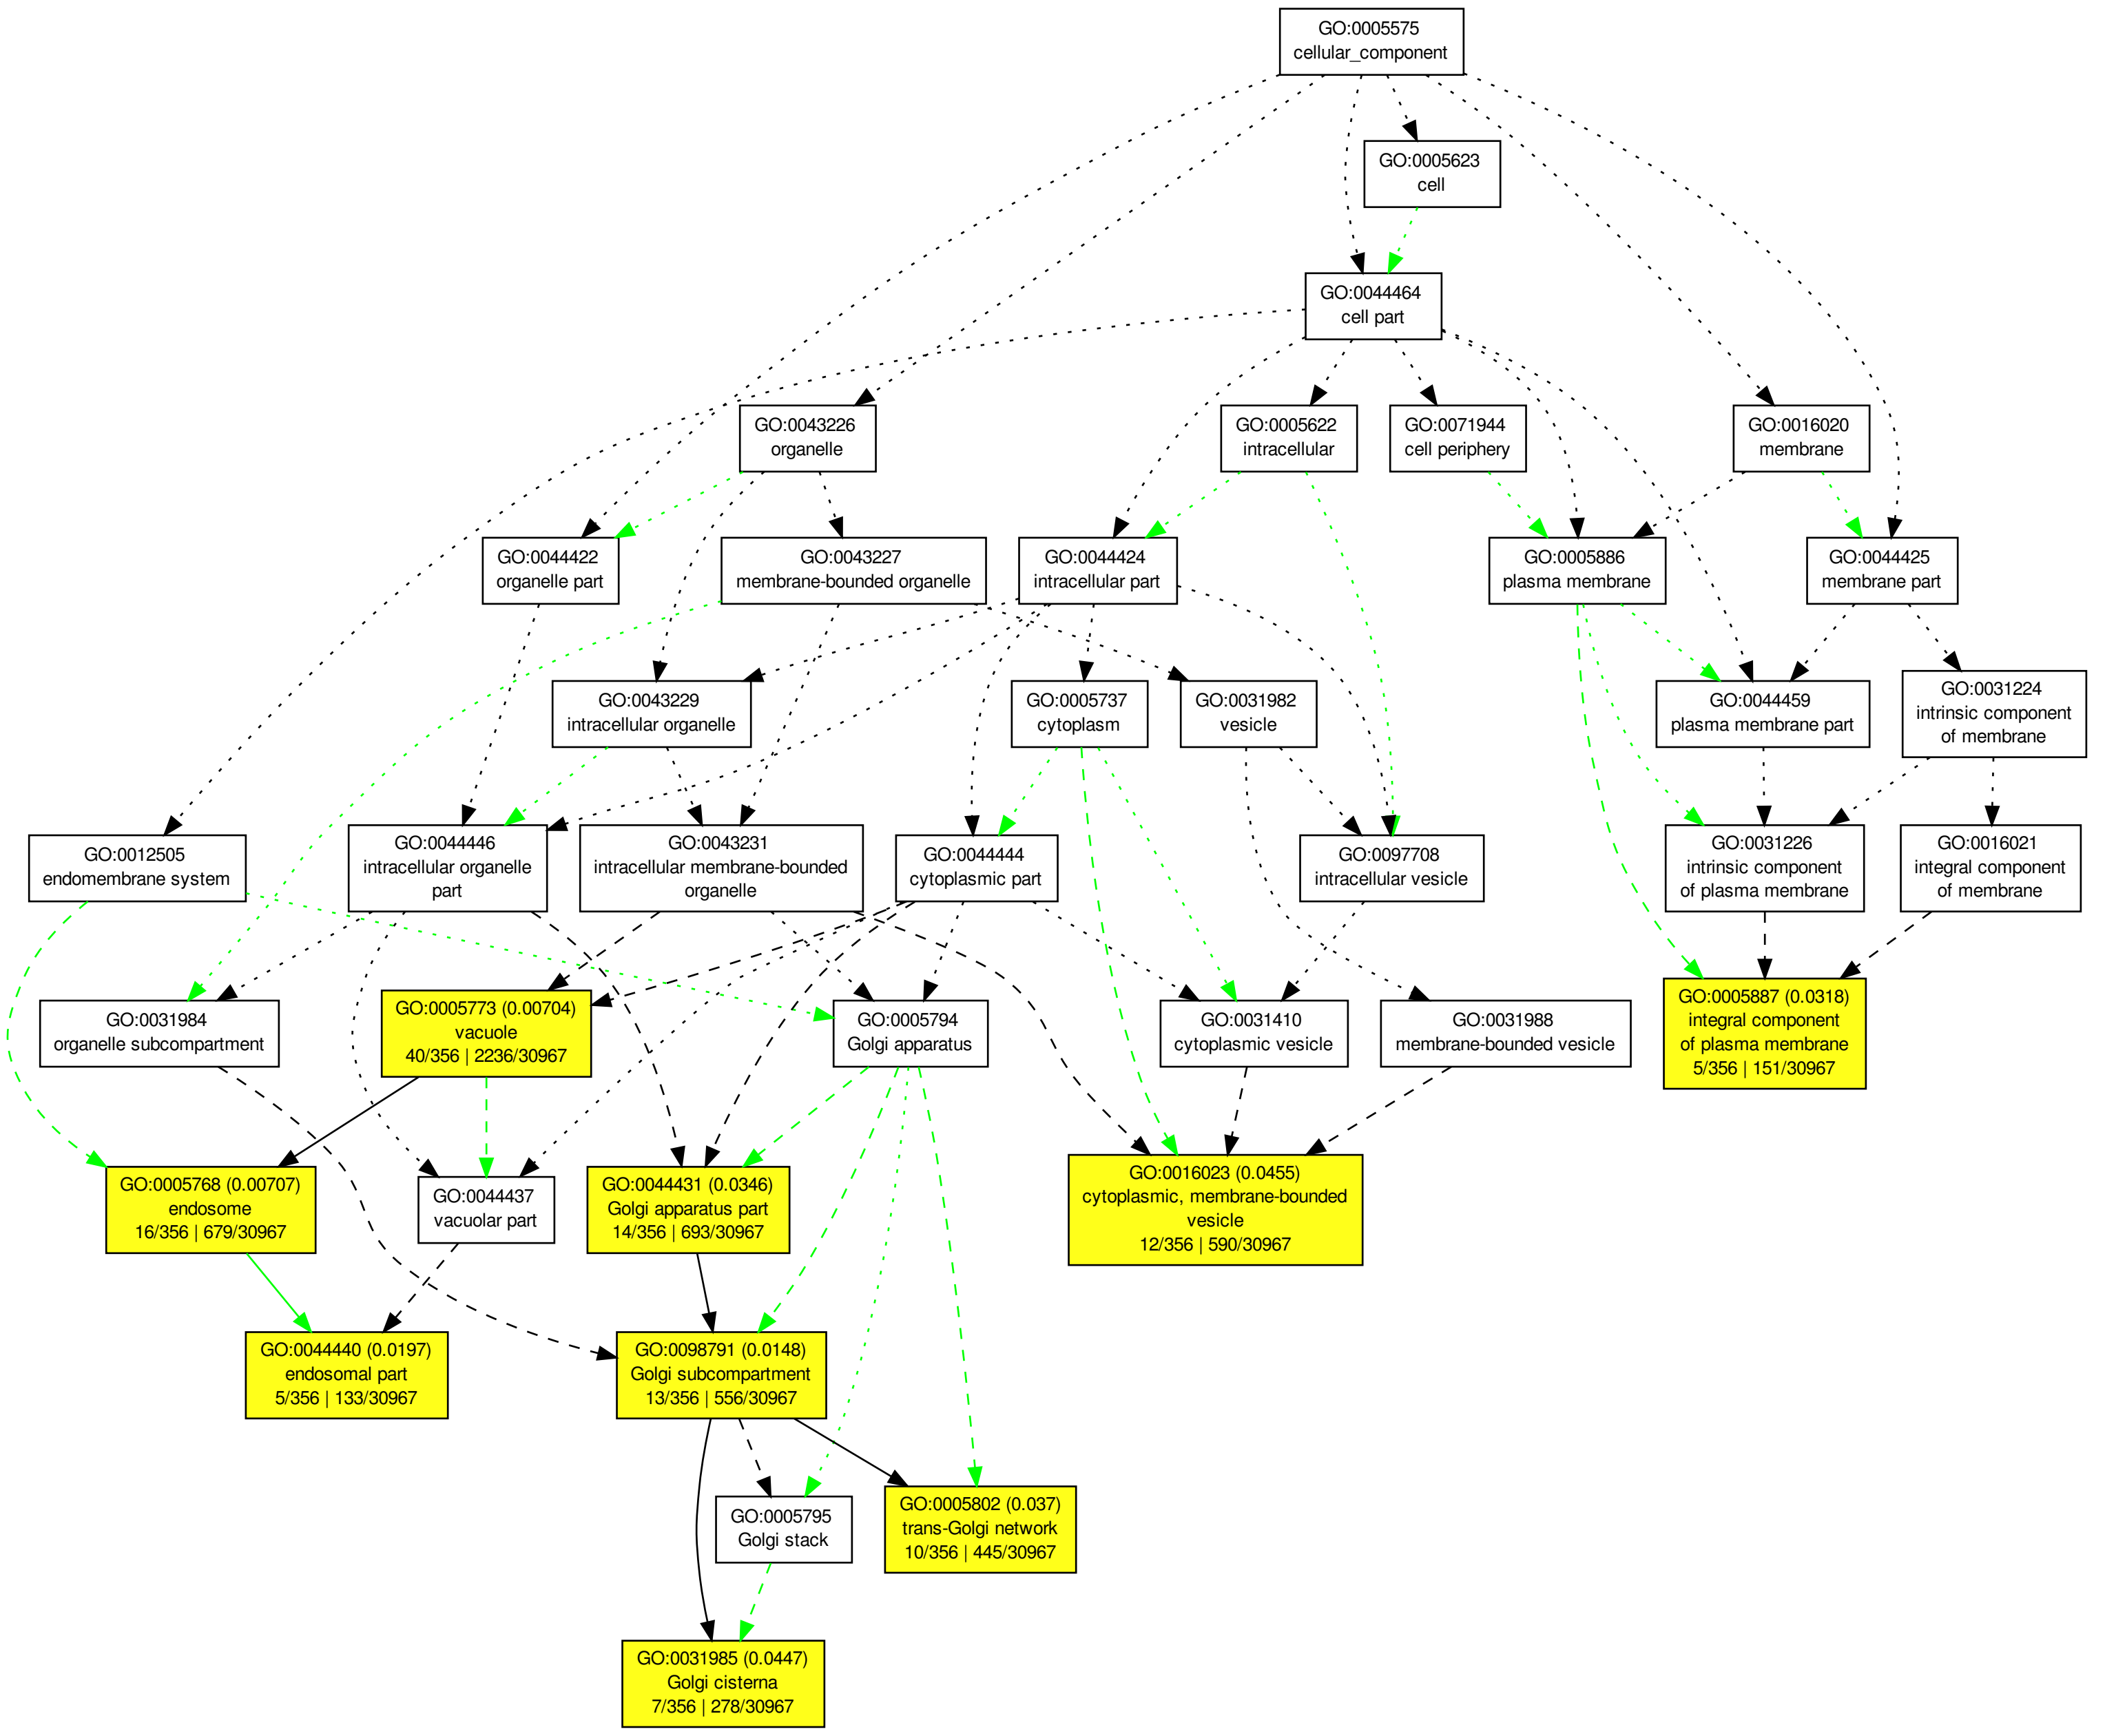 GO:0005575
cellular_component
GO:0005623
cell
GO:0044464
cell part
GO:0043226
organelle
GO:0005622
intracellular
GO:0071944
cell periphery
GO:0016020
membrane
GO:0044422
organelle part
GO:0043227
membrane-bounded organelle
GO:0044424
intracellular part
GO:0005886
plasma membrane
GO:0044425
membrane part
GO:0043229
intracellular organelle
GO:0005737
cytoplasm
GO:0031982
vesicle
GO:0044459
plasma membrane part
GO:0031224
intrinsic component
of membrane
GO:0012505
endomembrane system
GO:0044446
intracellular organelle
part
GO:0043231
intracellular membrane-bounded
organelle
GO:0044444
cytoplasmic part
GO:0097708
intracellular vesicle
GO:0031226
intrinsic component
of plasma membrane
GO:0016021
integral component
of membrane
GO:0031984
organelle subcompartment
GO:0005773 (0.00704)
vacuole
40/356 | 2236/30967
GO:0005794
Golgi apparatus
GO:0031410
cytoplasmic vesicle
GO:0031988
membrane-bounded vesicle
GO:0005887 (0.0318)
integral component
of plasma membrane
5/356 | 151/30967
GO:0005768 (0.00707)
endosome
16/356 | 679/30967
GO:0044437
vacuolar part
GO:0044431 (0.0346)
Golgi apparatus part
14/356 | 693/30967
GO:0016023 (0.0455)
cytoplasmic, membrane-bounded
vesicle
12/356 | 590/30967
GO:0044440 (0.0197)
endosomal part
5/356 | 133/30967
GO:0098791 (0.0148)
Golgi subcompartment
13/356 | 556/30967
GO:0005795
Golgi stack
GO:0005802 (0.037)
trans-Golgi network
10/356 | 445/30967
GO:0031985 (0.0447)
Golgi cisterna
7/356 | 278/30967